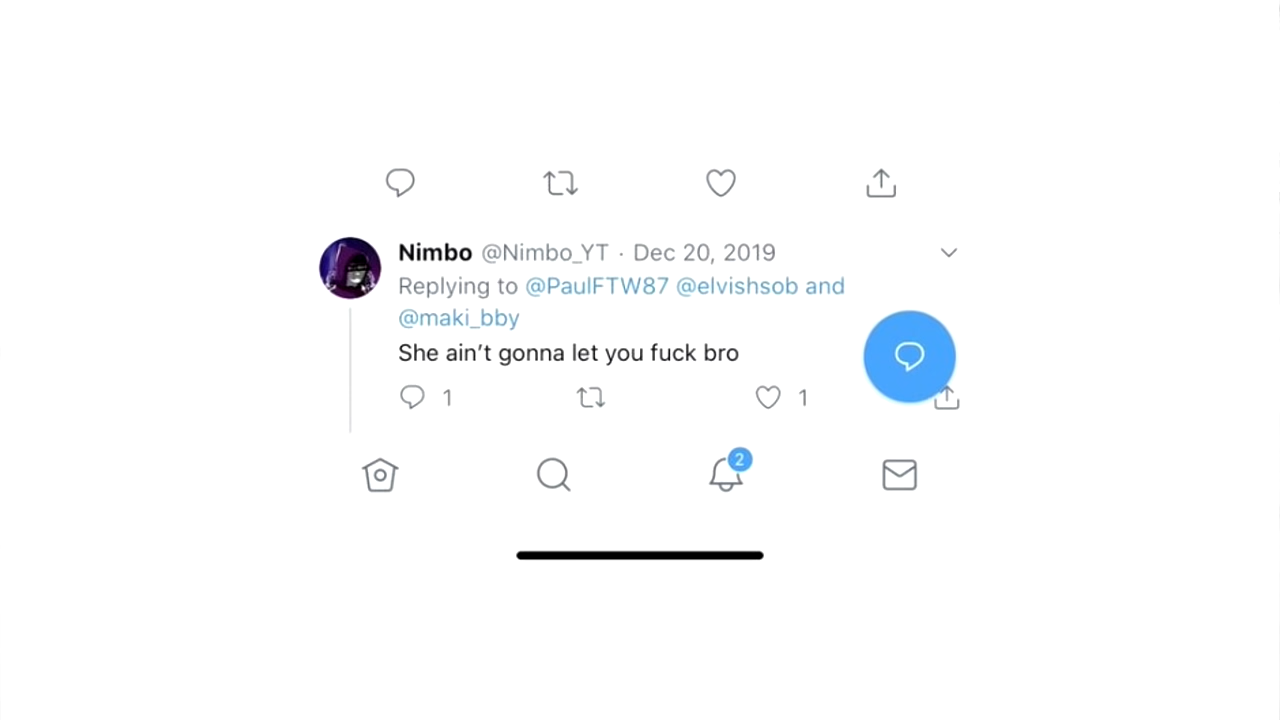 Nimbo @Nimbo_YT · Dec 20, 2019
Replying to @PaulFTW87 @elvishsob and
@maki_bby
She ain’t gonna let you fuck bro
1 1
2